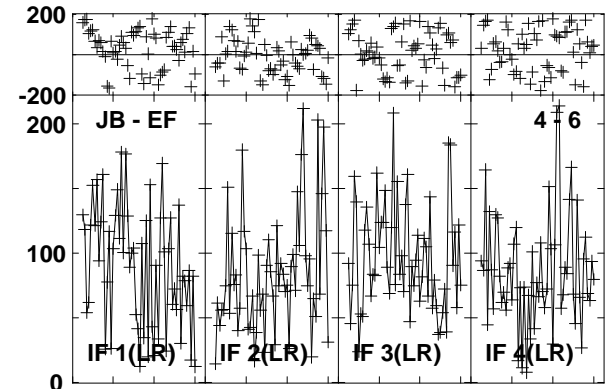 200
-200
200
JB - EF
4 - 6
100
IF 1(LR)
IF 2(LR)
IF 3(LR)
IF 4(LR)
0